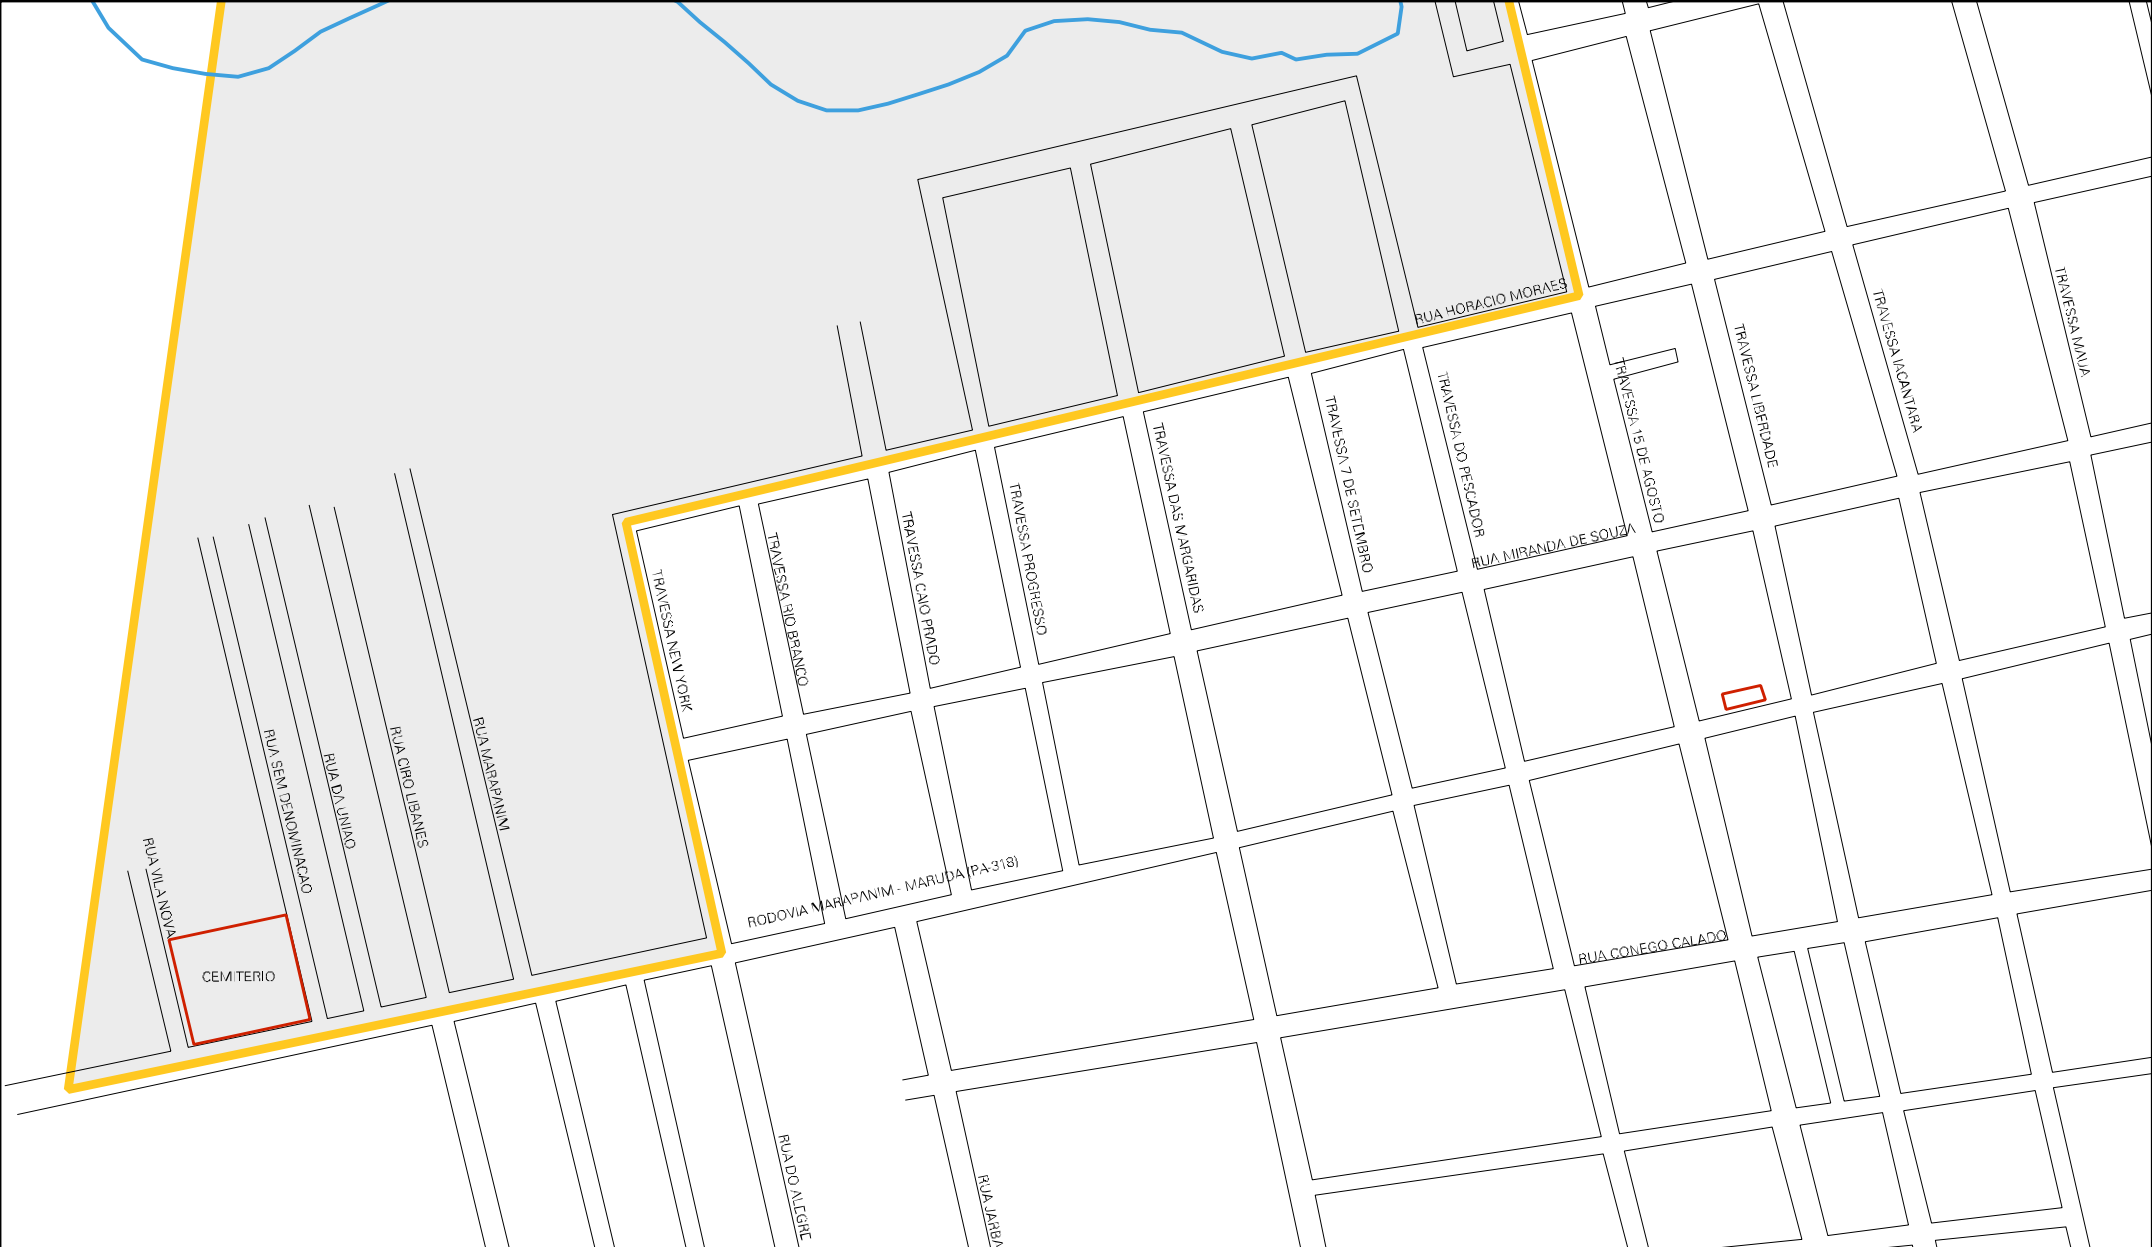 RUA HORACIO MORAES
TRAVESSA MAUA
TRAVESSA JACANTARA
TRAVESSA LIBERDADE
TRAVESSA 15 DE AGOSTO
TRAVESSA DO PESCADOR
TRAVESSA 7 DE SETEMBRO
TRAVESSA DAS MARGARIDAS
TRAVESSA PROGRESSO
TRAVESSA CAIO PRADO
TRAVESSA RIO BRANCO
TRAVESSA NEW YORK
RUA MIRANDA DE SOUZA
RUA MARAPANIM
RUA CIRO LIBANES
RUA DA UNIAO
RUA SEM DENOMINACAO
RUA VILA NOVA
RODOVIA MARAPANIM - MARUDA (PA-318)
RUA CONEGO CALADO
CEMITERIO
RUA DO ALEGRE
RUA JARBA